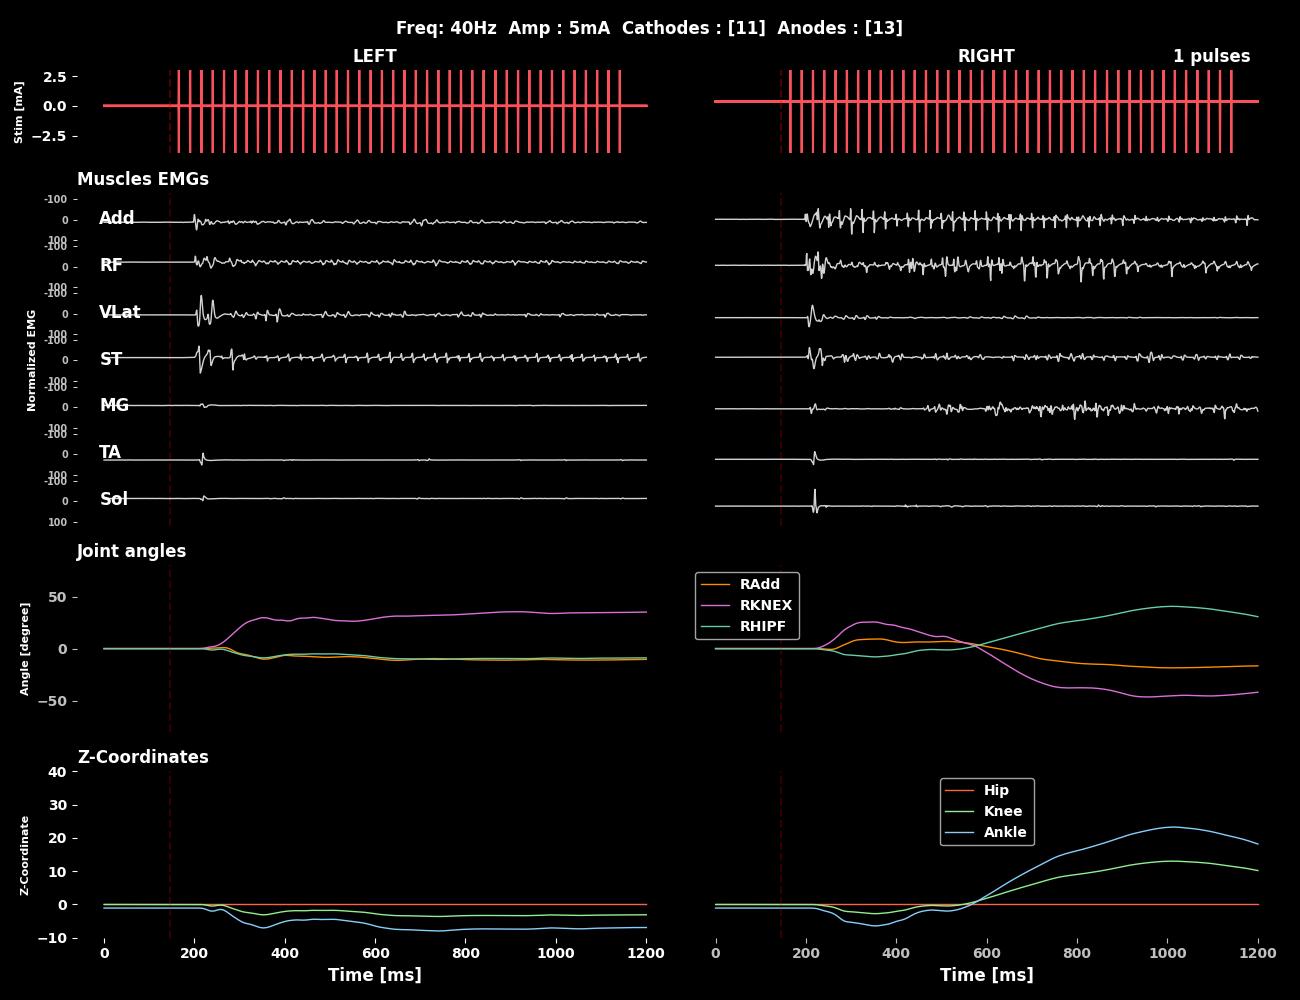 Freq: 40Hz  Amp : 5mA  Cathodes : [11]  Anodes : [13]
LEFT
RIGHT
1 pulses
Stim [mA]
2.5
0.0
−2.5
Muscles EMGs
Normalized EMG
-100
0
100
Add
-100
0
100
RF
-100
0
100
VLat
-100
0
100
ST
-100
0
100
MG
-100
0
100
TA
-100
0
100
Sol
Joint angles
Angle [degree]
50
0
−50
RAdd
RKNEX
RHIPF
Z-Coordinates
Z-Coordinate
40
30
20
10
0
−10
Hip
Knee
Ankle
0 200 400 600 800 1000 1200
0 200 400 600 800 1000 1200
Time [ms]
Time [ms]